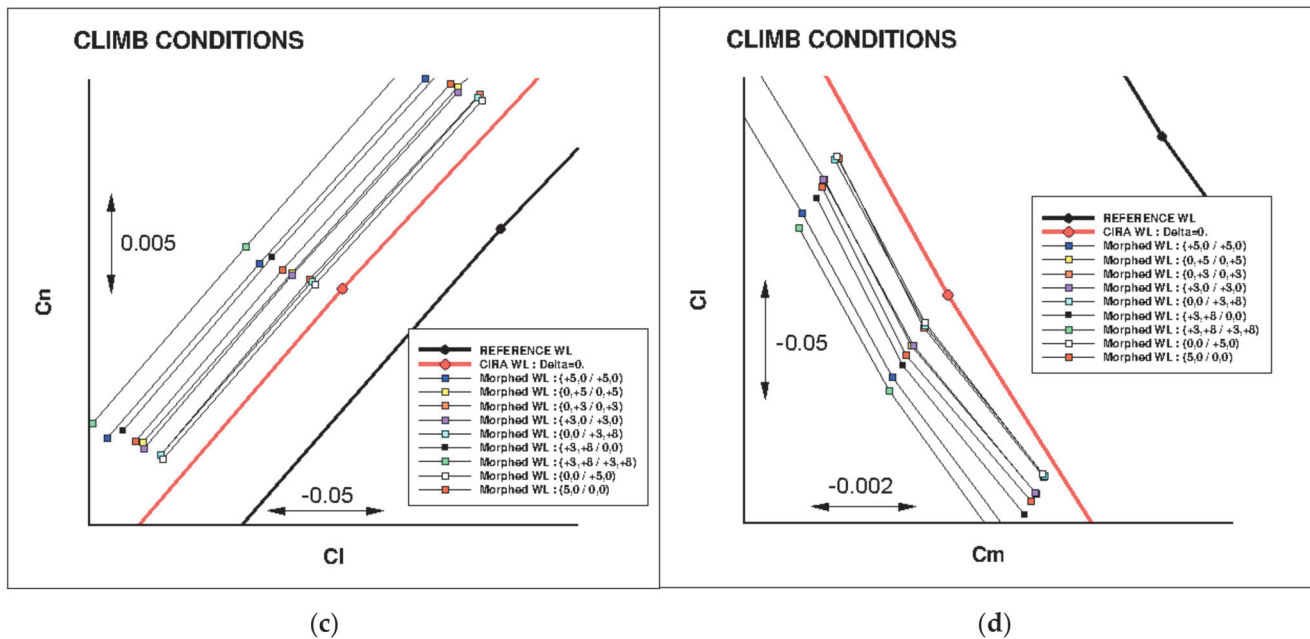 CLIMB CONDITIONS
Cn
0.005
REFERENCE WL
CIRA WL : Delta=0.
Morphed WL : (+5,0 / +5,0)
Morphed WL : (0,+5 / 0,+5)
Morphed WL : (0,+3 / 0,+3)
Morphed WL : (+3,0 / +3,0)
Morphed WL : (0,0 / +3,+8)
Morphed WL : (+3,+8 / 0,0)
Morphed WL : (+3,+8 / +3,+8)
Morphed WL : (0,0 / +5,0)
Morphed WL : (5,0 / 0,0)
-0.05
Cl
(c)
CLIMB CONDITIONS
Cl
-0.05
REFERENCE WL
CIRA WL : Delta=0.
Morphed WL : (+5,0 / +5,0)
Morphed WL : (0,+5 / 0,+5)
Morphed WL : (0,+3 / 0,+3)
Morphed WL : (+3,0 / +3,0)
Morphed WL : (0,0 / +3,+8)
Morphed WL : (+3,+8 / 0,0)
Morphed WL : (+3,+8 / +3,+8)
Morphed WL : (0,0 / +5,0)
Morphed WL : (5,0 / 0,0)
-0.002
Cm
(d)